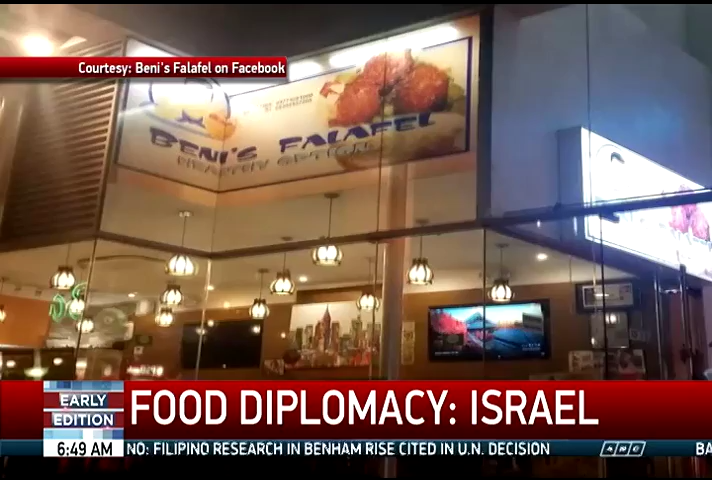 Courtesy: Beni's Falafel on Facebook
BENI'S FALAFEL
HEALTHY OPTION
EARLY
EDITION
FOOD DIPLOMACY: ISRAEL
6:49 AM
NO: FILIPINO RESEARCH IN BENHAM RISE CITED IN U.N. DECISION
ANC
BA